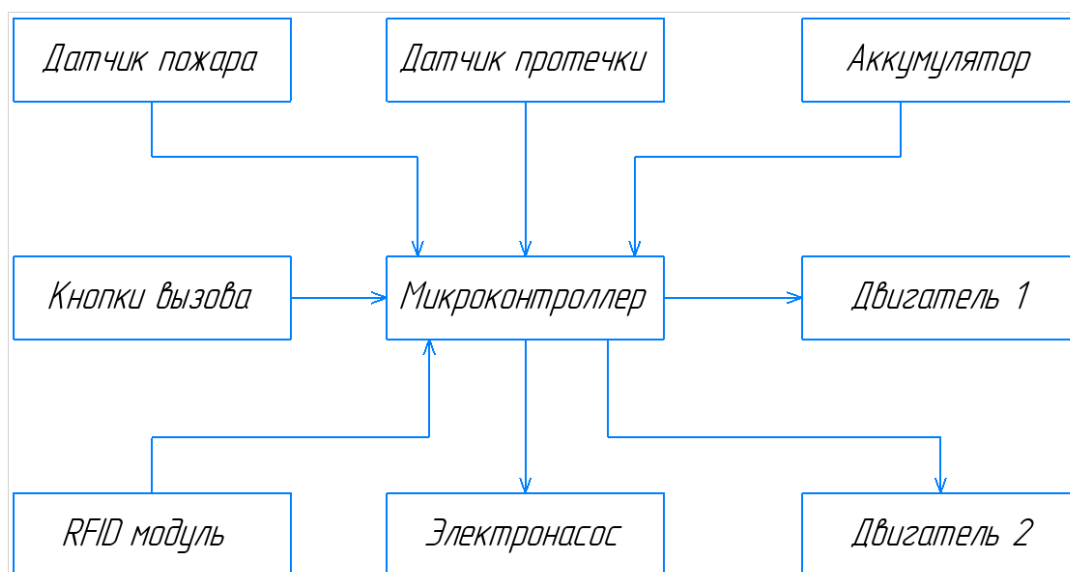 Датчик пожара
Датчик протечки
Аккумулятор
Кнопки вызова
Микроконтроллер
Двигатель 1
RFID модуль
Электронасос
Двигатель 2